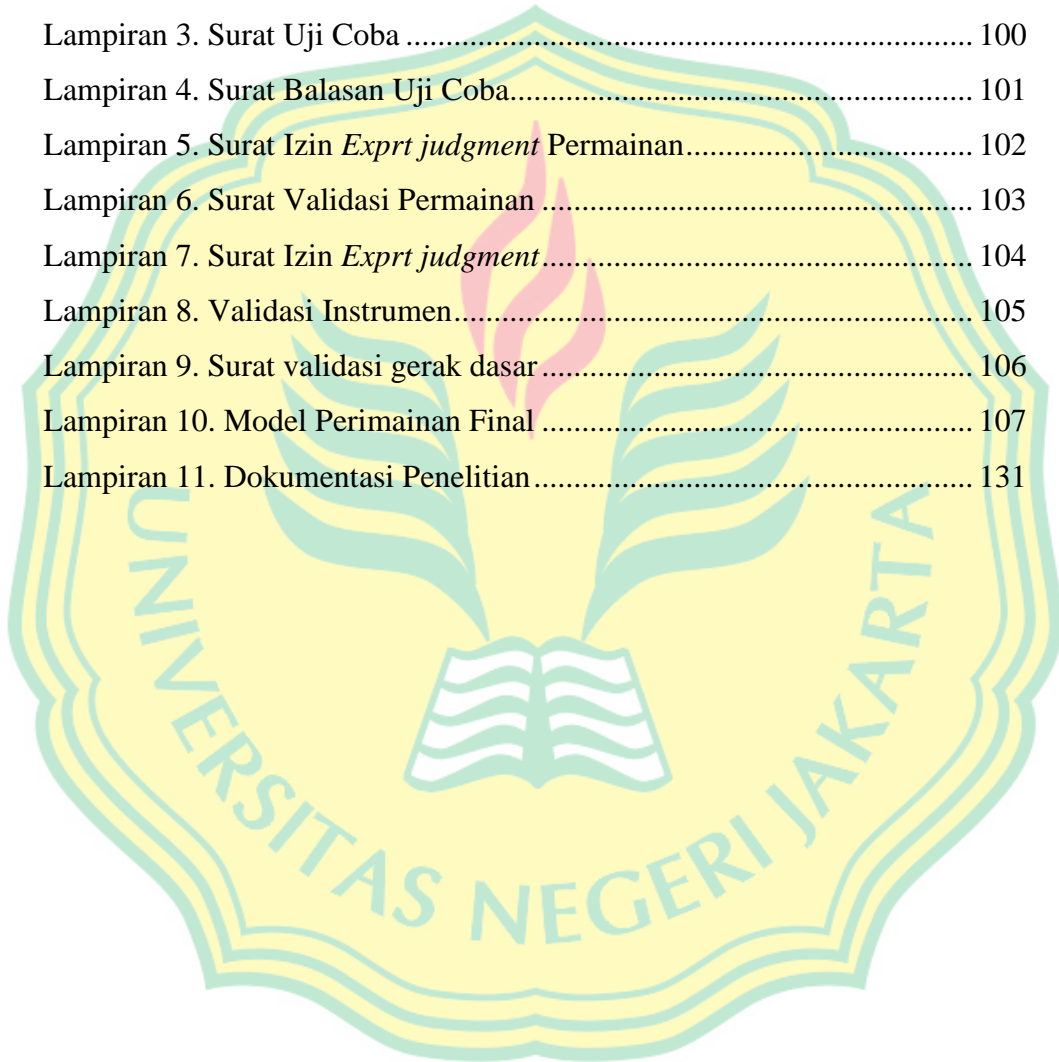 Lampiran 3. Surat Uji Coba ........................................................................... 100
Lampiran 4. Surat Balasan Uji Coba............................................................. 101
Lampiran 5. Surat Izin Exprt judgment Permainan...................................... 102
Lampiran 6. Surat Validasi Permainan ......................................................... 103
Lampiran 7. Surat Izin Exprt judgment......................................................... 104
Lampiran 8. Validasi Instrumen..................................................................... 105
Lampiran 9. Surat validasi gerak dasar ......................................................... 106
Lampiran 10. Model Perimainan Final ......................................................... 107
Lampiran 11. Dokumentasi Penelitian .......................................................... 131
UNIVERSITAS NEGERI JAKARTA